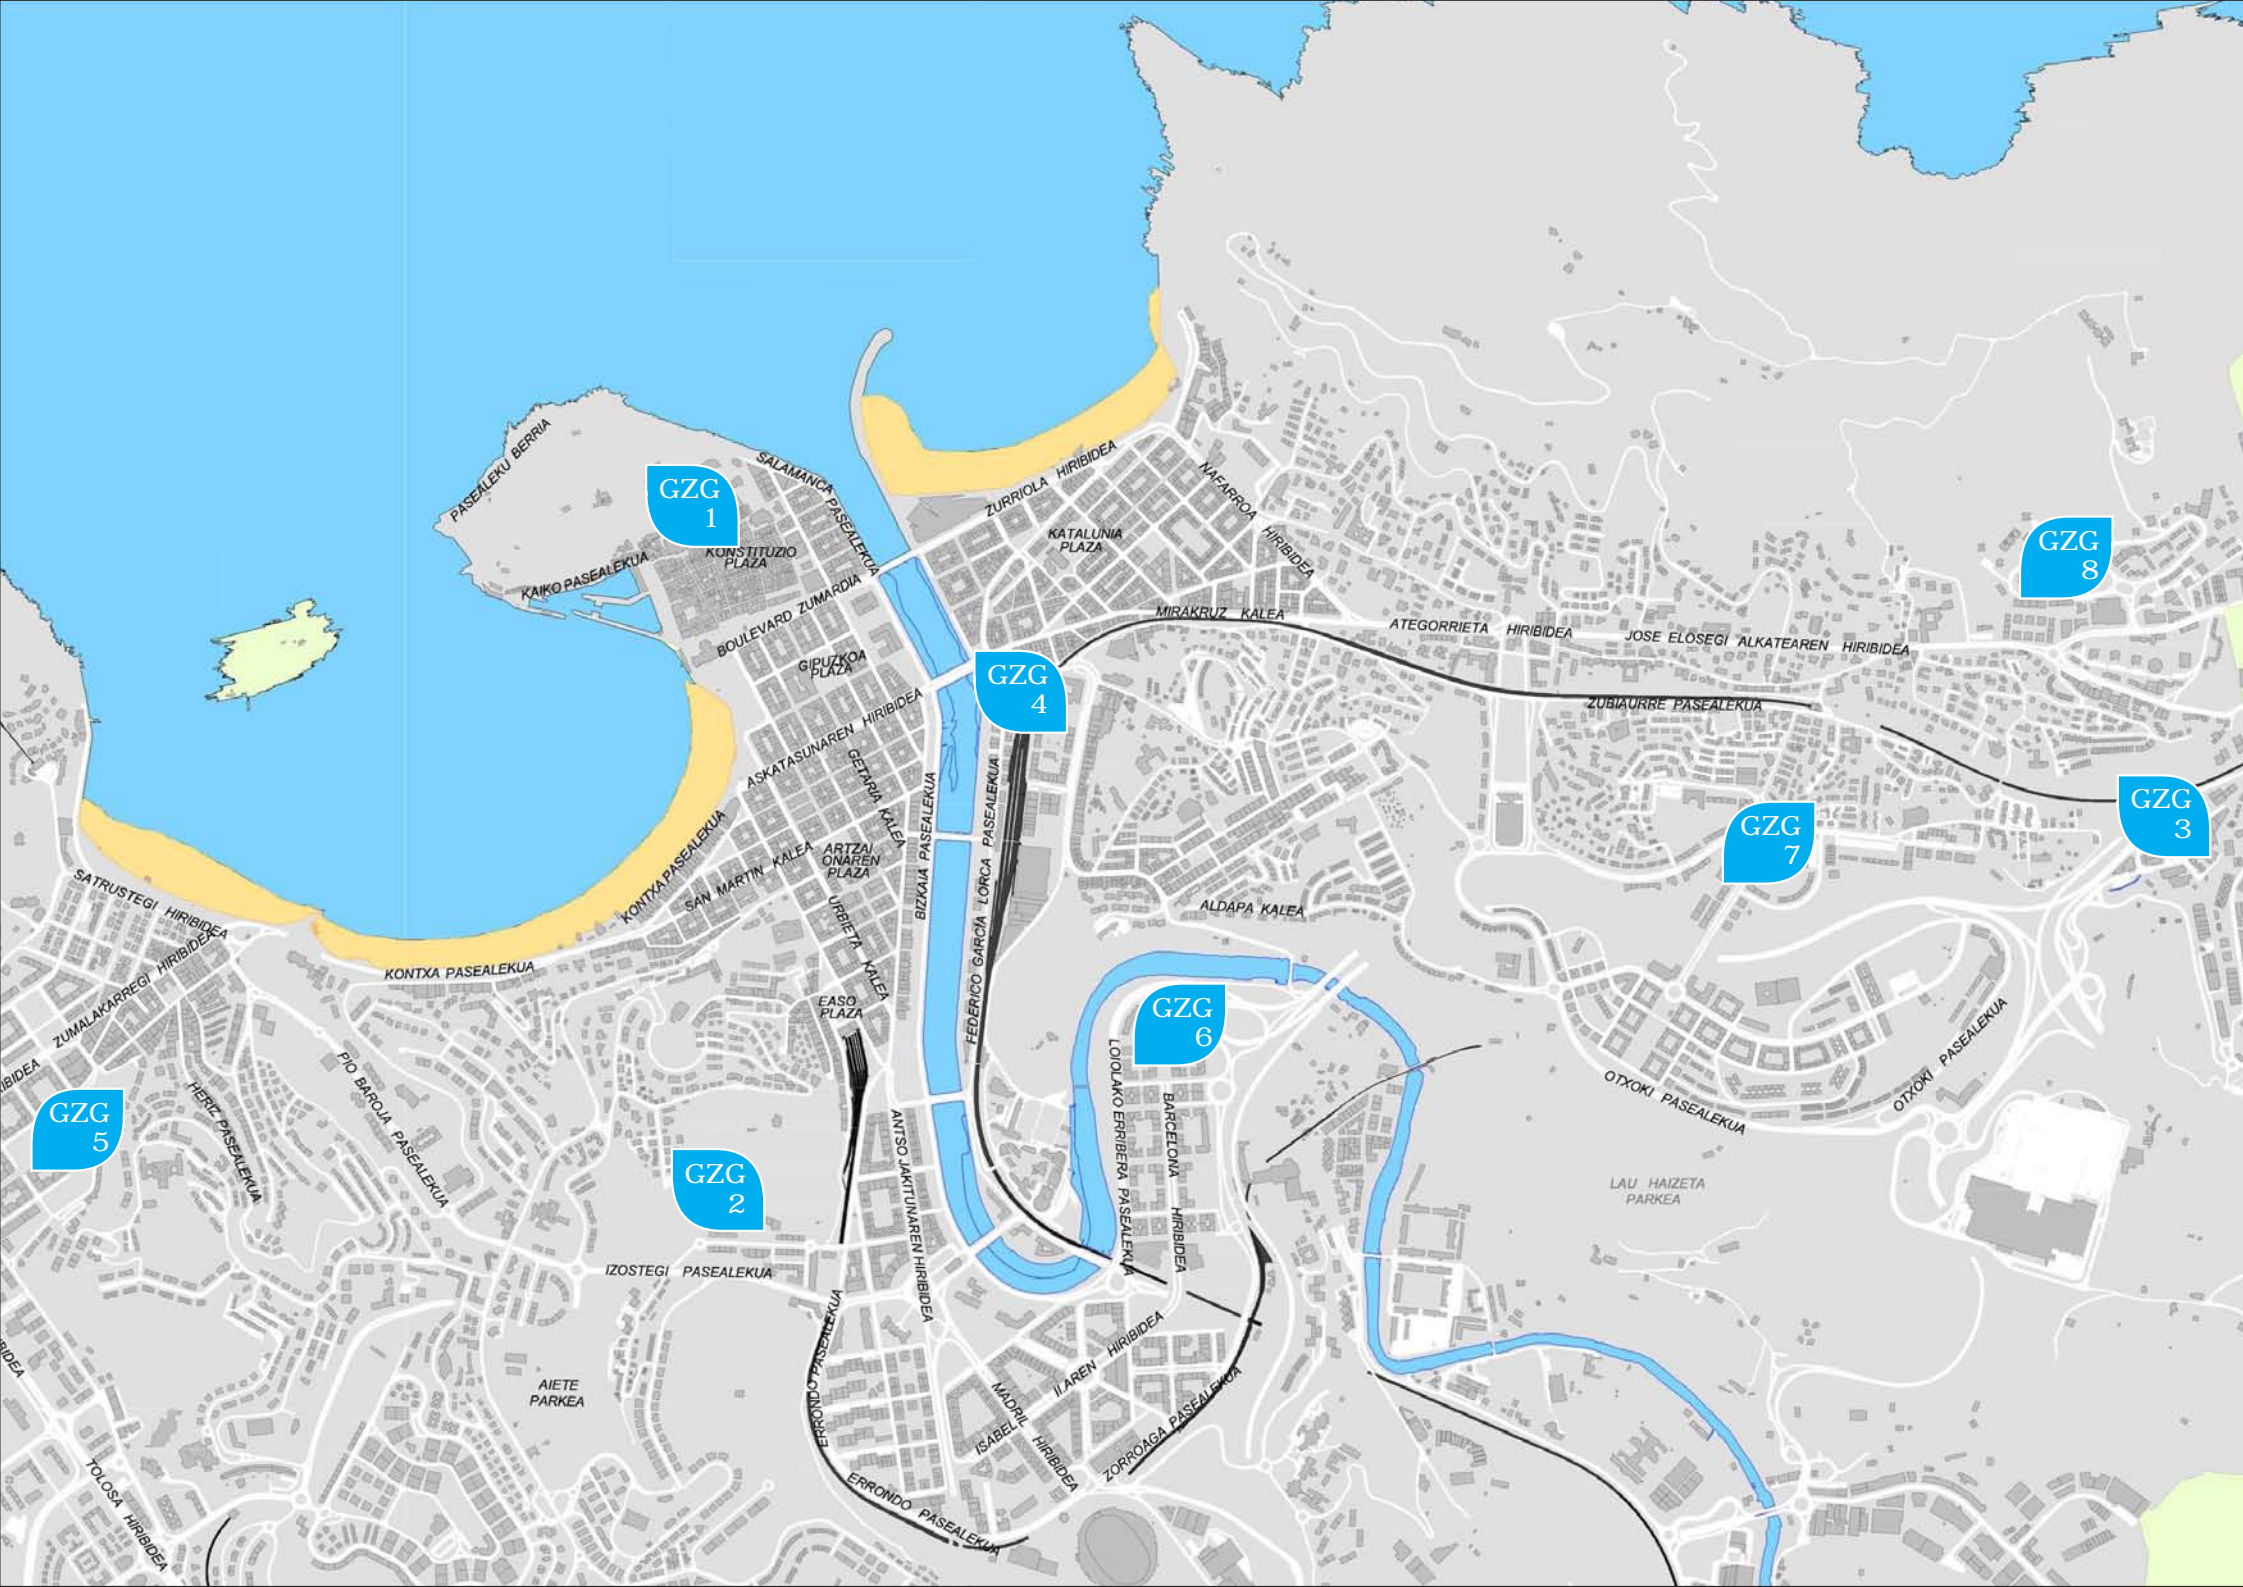 PASEALEKU BERRIA
SALAMANCA PASEALEKUA
ZURRIOLA HIRIBIDEA
NAFARROA HIRIBIDEA
GZG
1
KONSTITUZIO
PLAZA
KATALUNIA
PLAZA
GZG
8
KAIKO PASEALEKUA
BOULEVARD ZUMARDIA
MIRAKRUZ KALEA
ATEGORRIETA HIRIBIDEA
JOSE ELOSEGI ALKATEAREN HIRIBIDEA
GIPUZKOA
PLAZA
GZG
4
ASKATASUNAREN HIRIBIDEA
ZUBIAURRE PASEALEKUA
GETARIA KALEA
BIZKAIA PASEALEKUA
FEDERICO GARCIA LORCA PASEALEKUA
GZG
3
GZG
7
KONTXA PASEALEKUA
SAN MARTIN KALEA
ARTZAI
ONAREN
PLAZA
SATRUSTEGI HIRIBIDEA
ALDAPA KALEA
URBIETA KALEA
ZUMALAKARREGI HIRIBIDEA
KONTXA PASEALEKUA
EASO
PLAZA
GZG
6
IBIDEA
PIO BAROJA PASEALEKUA
HERIZ PASEALEKUA
LOIOLAKO ERRIBERA PASEALEKUA
BARCELONA HIRIBIDEA
OTXOKI PASEALEKUA
OTXOKI PASEALEKUA
GZG
5
ANTSO JAKITUNAREN HIRIBIDEA
GZG
2
LAU HAIZETA
PARKEA
IZOSTEGI PASEALEKUA
ERRONDO PASEALEKUA
IBIDEA
AIETE
PARKEA
ISABEL II.AREN HIRIBIDEA
MADRIL HIRIBIDEA
ZORROAGA PASEALEKUA
TOLOSA HIRIBIDEA
ERRONDO PASEALEKUA